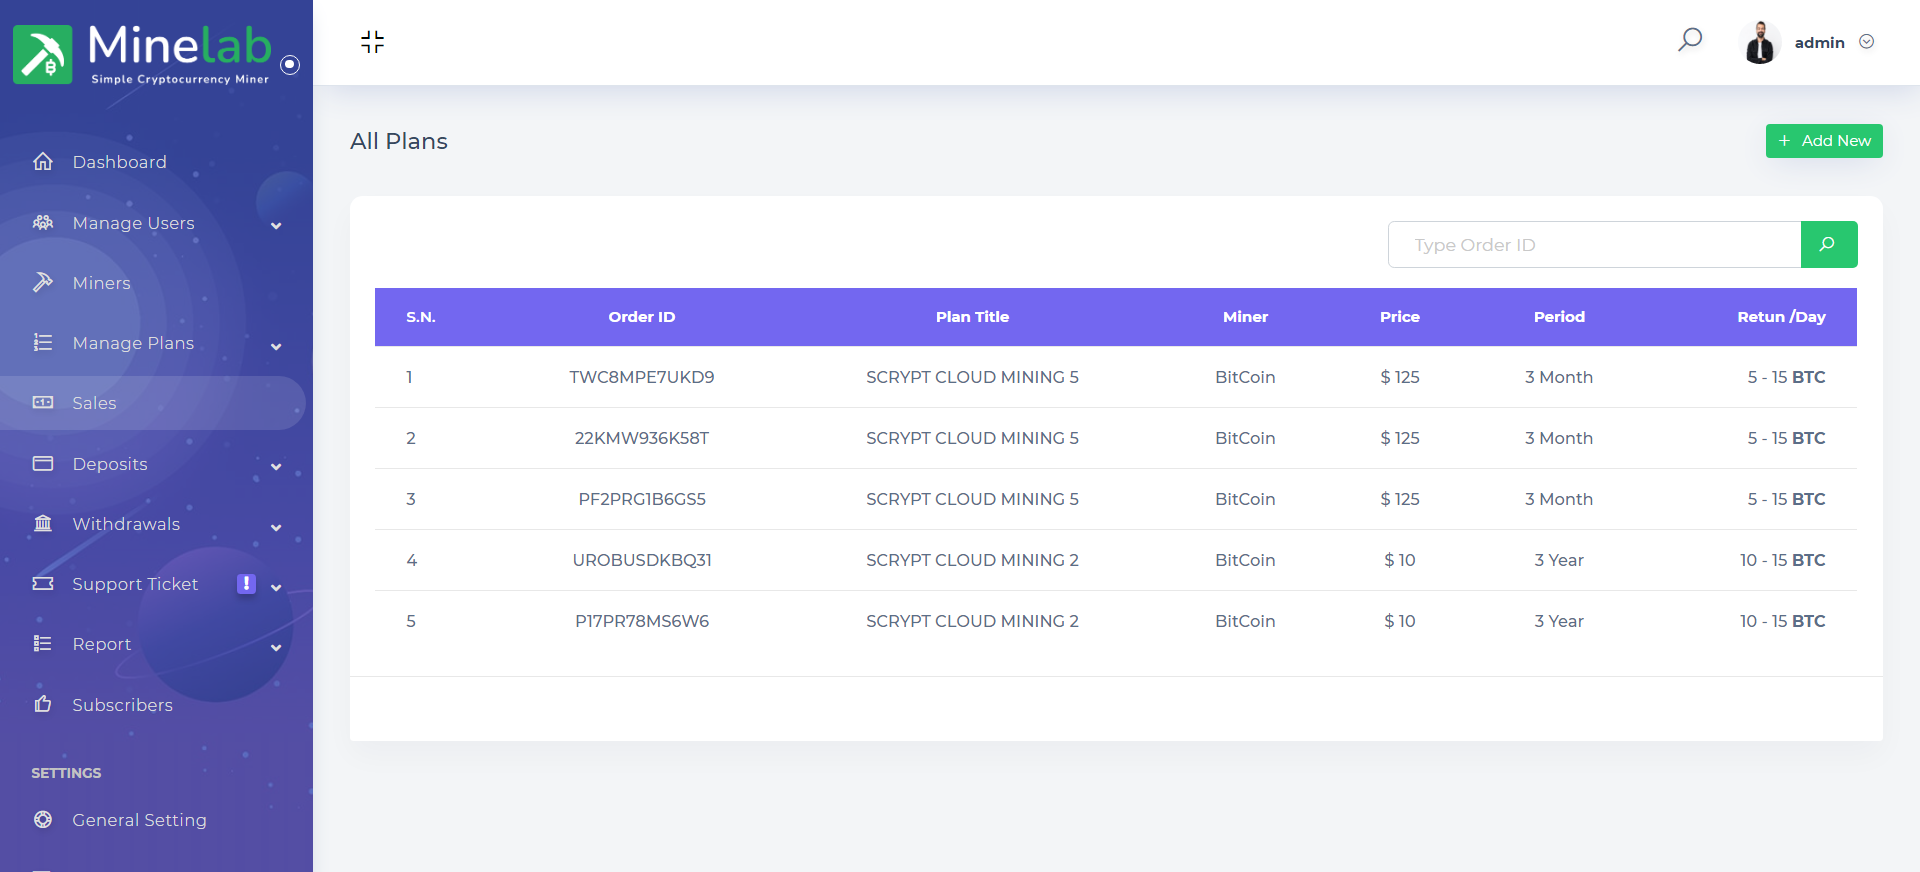 Minelab
Simple Cryptocurrency Miner
admin
Dashboard
Manage Users
Miners
Manage Plans
Sales
Deposits
Withdrawals
Support Ticket !
Report
Subscribers
SETTINGS
General Setting
All Plans
+ Add New
Type Order ID
S.N. Order ID Plan Title Miner Price Period Retun /Day
1 TWC8MPE7UKD9 SCRYPT CLOUD MINING 5 BitCoin $ 125 3 Month 5 - 15 BTC
2 22KMW936K58T SCRYPT CLOUD MINING 5 BitCoin $ 125 3 Month 5 - 15 BTC
3 PF2PRG1B6GS5 SCRYPT CLOUD MINING 5 BitCoin $ 125 3 Month 5 - 15 BTC
4 UROBUSDKBQ31 SCRYPT CLOUD MINING 2 BitCoin $ 10 3 Year 10 - 15 BTC
5 P17PR78MS6W6 SCRYPT CLOUD MINING 2 BitCoin $ 10 3 Year 10 - 15 BTC